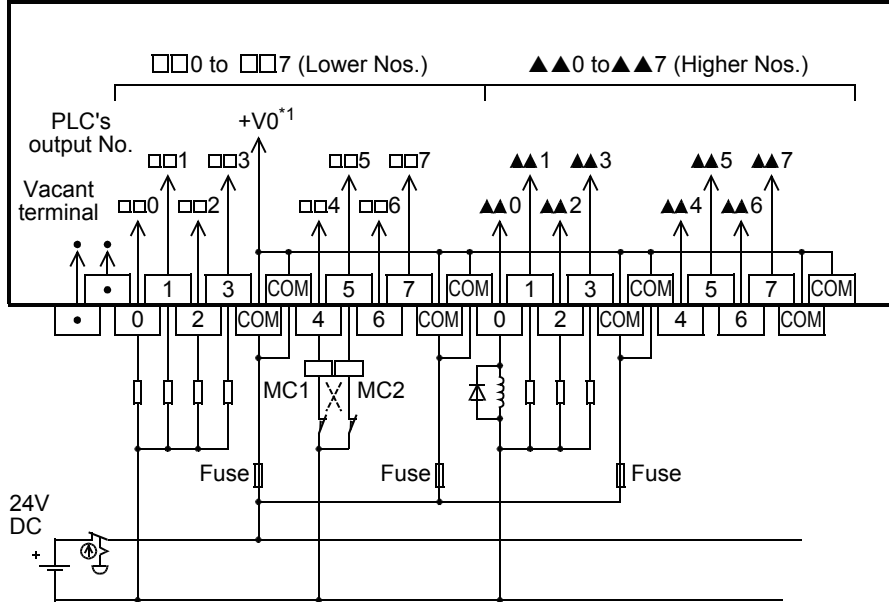 □□0 to □□7 (Lower Nos.) ▲▲0 to▲▲7 (Higher Nos.)
PLC's
output No.
+V0*1
□□1 □□3 □□5 □□7 ▲▲1 ▲▲3 ▲▲5 ▲▲7
Vacant
terminal
□□0 □□2 □□4 □□6 ▲▲0 ▲▲2 ▲▲4 ▲▲6
• 1 3 COM 5 7 COM 1 3 COM 5 7 COM
• 0 2 COM 4 6 COM 0 2 COM 4 6 COM
MC1 MC2
Fuse Fuse Fuse
24V
DC
+